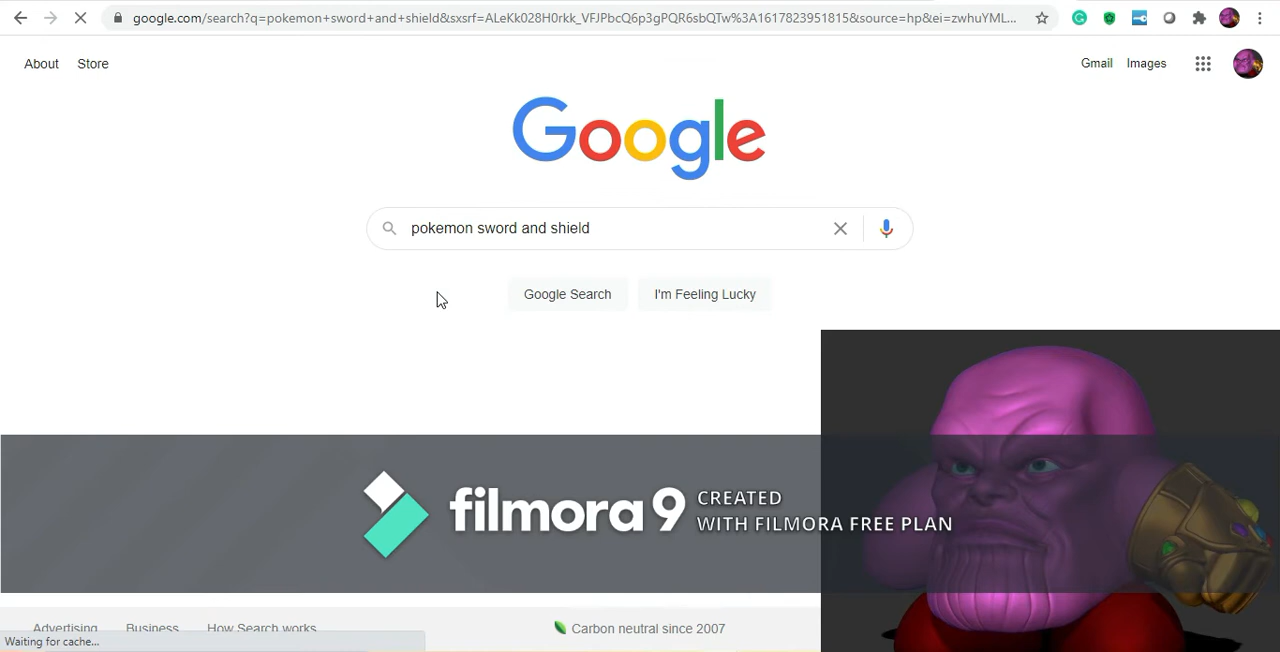 google.com/search?q=pokemon+sword+and+shield&sxsrf=ALeKk028H0rkk_VFJPbcQ6p3gPQR6sbQTw%3A1617823951815&source=hp&ei=zwhuYML...
About Store Gmail Images
Google
pokemon sword and shield
Google Search I'm Feeling Lucky
filmora 9 CREATED
WITH FILMORA FREE PLAN
Advertising Business How Search works Carbon neutral since 2007
Waiting for cache...